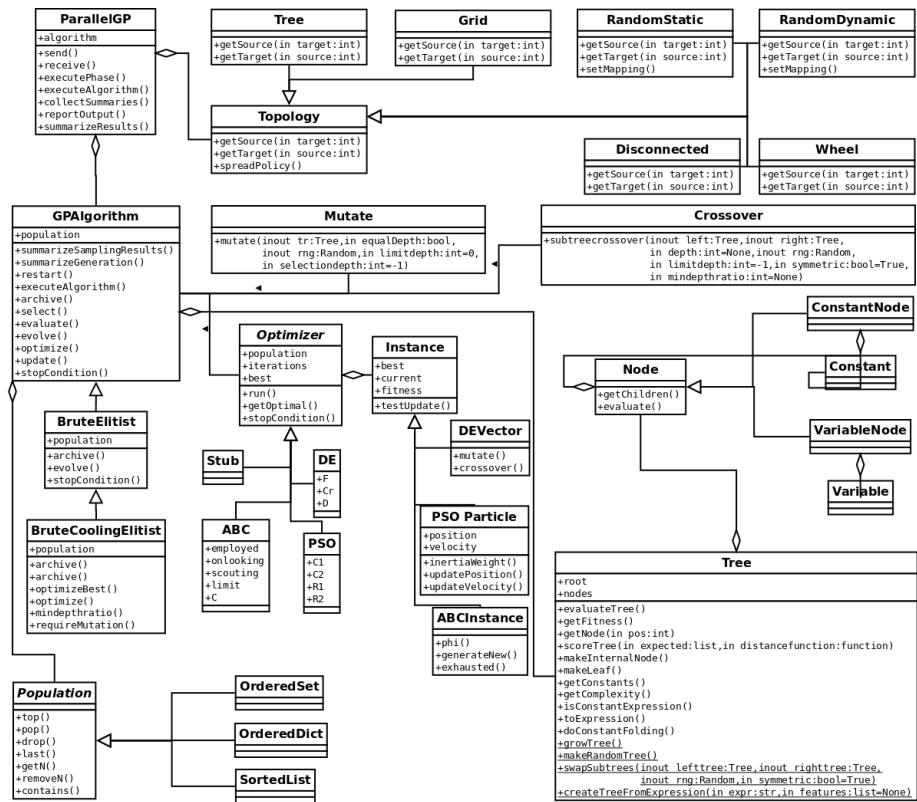 ParallelGP
+algorithm
+send()
+receive()
+executePhase()
+executeAlgorithm()
+collectSummaries()
+reportOutput()
+summarizeResults()
Tree
+getSource(in target:int)
+getTarget(in source:int)
Grid
+getSource(in target:int)
+getTarget(in source:int)
RandomStatic
+getSource(in target:int)
+getTarget(in source:int)
+setMapping()
RandomDynamic
+getSource(in target:int)
+getTarget(in source:int)
+setMapping()
Topology
+getSource(in target:int)
+getTarget(in source:int)
+spreadPolicy()
Disconnected
+getSource(in target:int)
+getTarget(in source:int)
Wheel
+getSource(in target:int)
+getTarget(in source:int)
GPAlgorithm
+population
+summarizeSamplingResults()
+summarizeGeneration()
+restart()
+executeAlgorithm()
+archive()
+select()
+evaluate()
+evolve()
+optimize()
+update()
+stopCondition()
Mutate
+mutate(inout tr:Tree,in equalDepth:bool,
inout rng:Random,in limitdepth:int=0,
in selectiondepth:int=-1)
Crossover
+subtreecrossover(inout left:Tree,inout right:Tree,
in depth:int=None,inout rng:Random,
in limitdepth:int=-1,in symmetric:bool=True,
in mindepthratio:int=None)
Optimizer
+population
+iterations
+best
+run()
+getOptimal()
+stopCondition()
Instance
+best
+current
+fitness
+testUpdate()
Node
+getChildren()
+evaluate()
ConstantNode
Constant
VariableNode
Variable
BruteElitist
+population
+archive()
+evolve()
+stopCondition()
Stub
DE
+F
+Cr
+D
DEVector
+mutate()
+crossover()
BruteCoolingElitist
+population
+archive()
+archive()
+optimizeBest()
+optimize()
+mindepthratio()
+requireMutation()
ABC
+employed
+onlooking
+scouting
+limit
+C
PSO
+C1
+C2
+R1
+R2
PSO Particle
+position
+velocity
+inertiaWeight()
+updatePosition()
+updateVelocity()
ABCInstance
+phi()
+generateNew()
+exhausted()
Tree
+root
+nodes
+evaluateTree()
+getFitness()
+getNode(in pos:int)
+scoreTree(in expected:list,in distancefunction:function)
+makeInternalNode()
+makeLeaf()
+getConstants()
+getComplexity()
+isConstantExpression()
+toExpression()
+doConstantFolding()
+growTree()
+makeRandomTree()
+swapSubtrees(inout lefttree:Tree,inout righttree:Tree,
inout rng:Random,in symmetric:bool=True)
+createTreeFromExpression(in expr:str,in features:list=None)
Population
+top()
+pop()
+drop()
+last()
+getN()
+removeN()
+contains()
OrderedSet
OrderedDict
SortedList